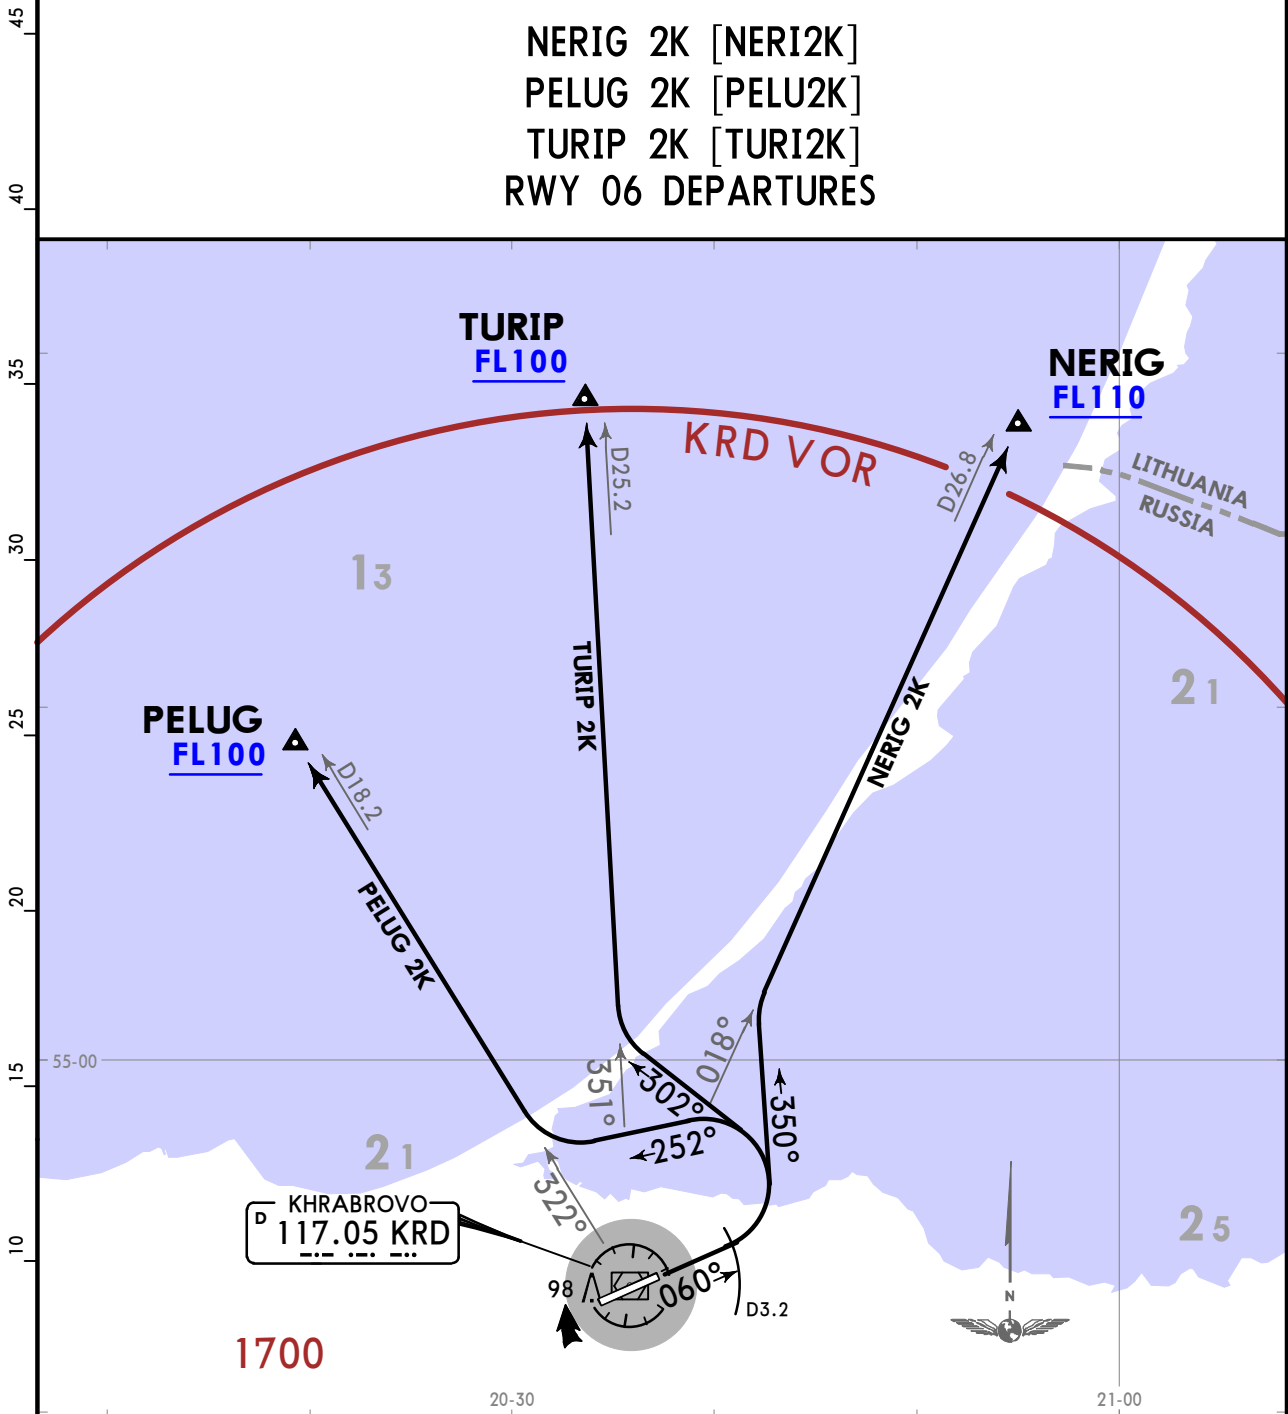 45
NERIG 2K [NERI2K]
PELUG 2K [PELU2K]
TURIP 2K [TURI2K]
RWY 06 DEPARTURES
40
TURIP
FL100
35
NERIG
FL110
KRD VOR
D25.2
D26.8
LITHUANIA
RUSSIA
30
13
TURIP 2K
NERIG 2K
21
25
PELUG
FL100
D18.2
20
PELUG 2K
55-00
15
351°
302°
018°
350°
252°
21
322°
KHRABROVO
D 117.05 KRD
25
10
98
060°
D3.2
N
1700
20-30
21-00